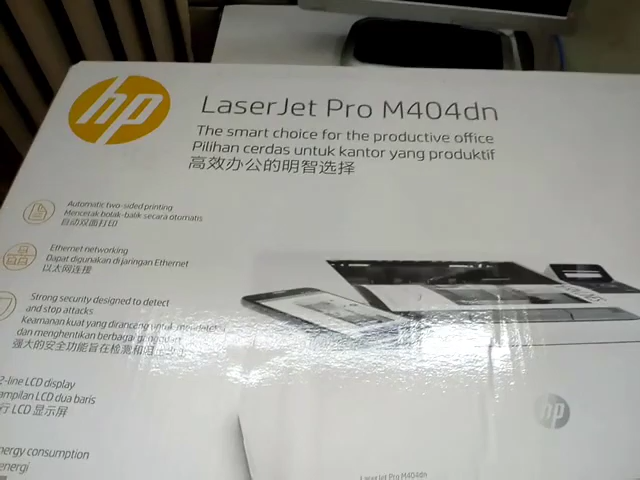 hp
LaserJet Pro M404dn
The smart choice for the productive office
Pilihan cerdas untuk kantor yang produktif
高效办公的明智选择
Automatic two-sided printing
Mencetak bolak-balik secara otomatis
自动双面打印
Ethernet networking
Dapat digunakan di jaringan Ethernet
以太网连接
Strong security designed to detect
and stop attacks
Keamanan kuat yang dirancang untuk mendeteksi
dan menghentikan berbagai
强大的安全功能旨在检测和阻止
2-line LCD display
ampilan LCD dua baris
行 LCD 显示屏
nergy consumption
energi
hp
LaserJet Pro M404dn